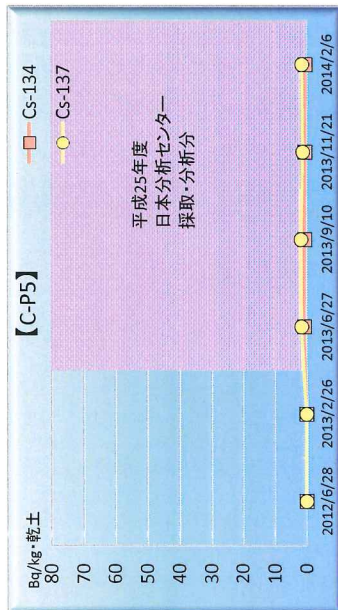 【C-P5】
Bq/kg・乾土
Cs-134
Cs-137
平成25年度
日本分析センター
採取・分析分
80
70
60
50
40
30
20
10
0
2012/6/28
2013/2/26
2013/6/27
2013/9/10
2013/11/21
2014/2/6